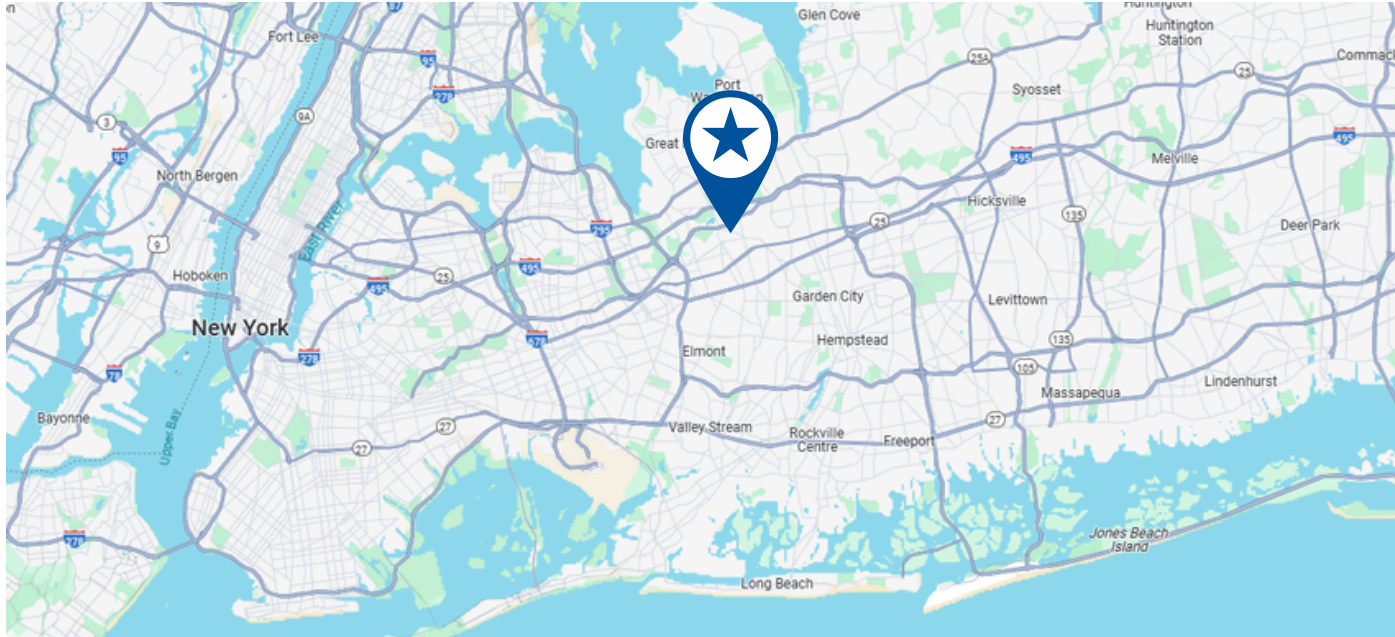 Glen Cove
Huntington
Huntington
Station
Commack
Fort Lee
87
95
278
25A
25
Port
Syosset
9A
3
95
Great
495
495
Melville
North Bergen
Hicksville
135
East River
9
295
25
Deer Park
Hoboken
25
495
495
Garden City
Levittown
New York
278
678
Elmont
Hempstead
135
105
78
Massapequa
Lindenhurst
Bayonne
Upper Bay
27
27
Valley Stream
Rockville
Centre
Freeport
27
278
Jones Beach
Island
Long Beach